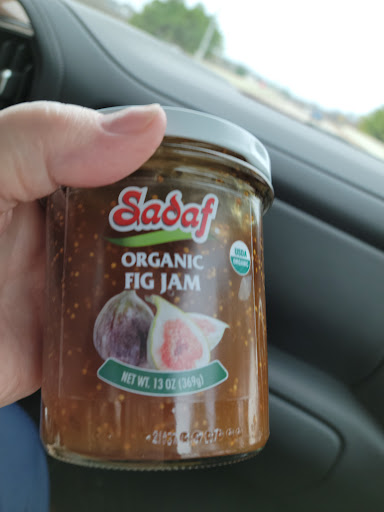 Sadaf
ORGANIC
FIG JAM
USDA
ORGANIC
NET WT. 13 OZ (369g)